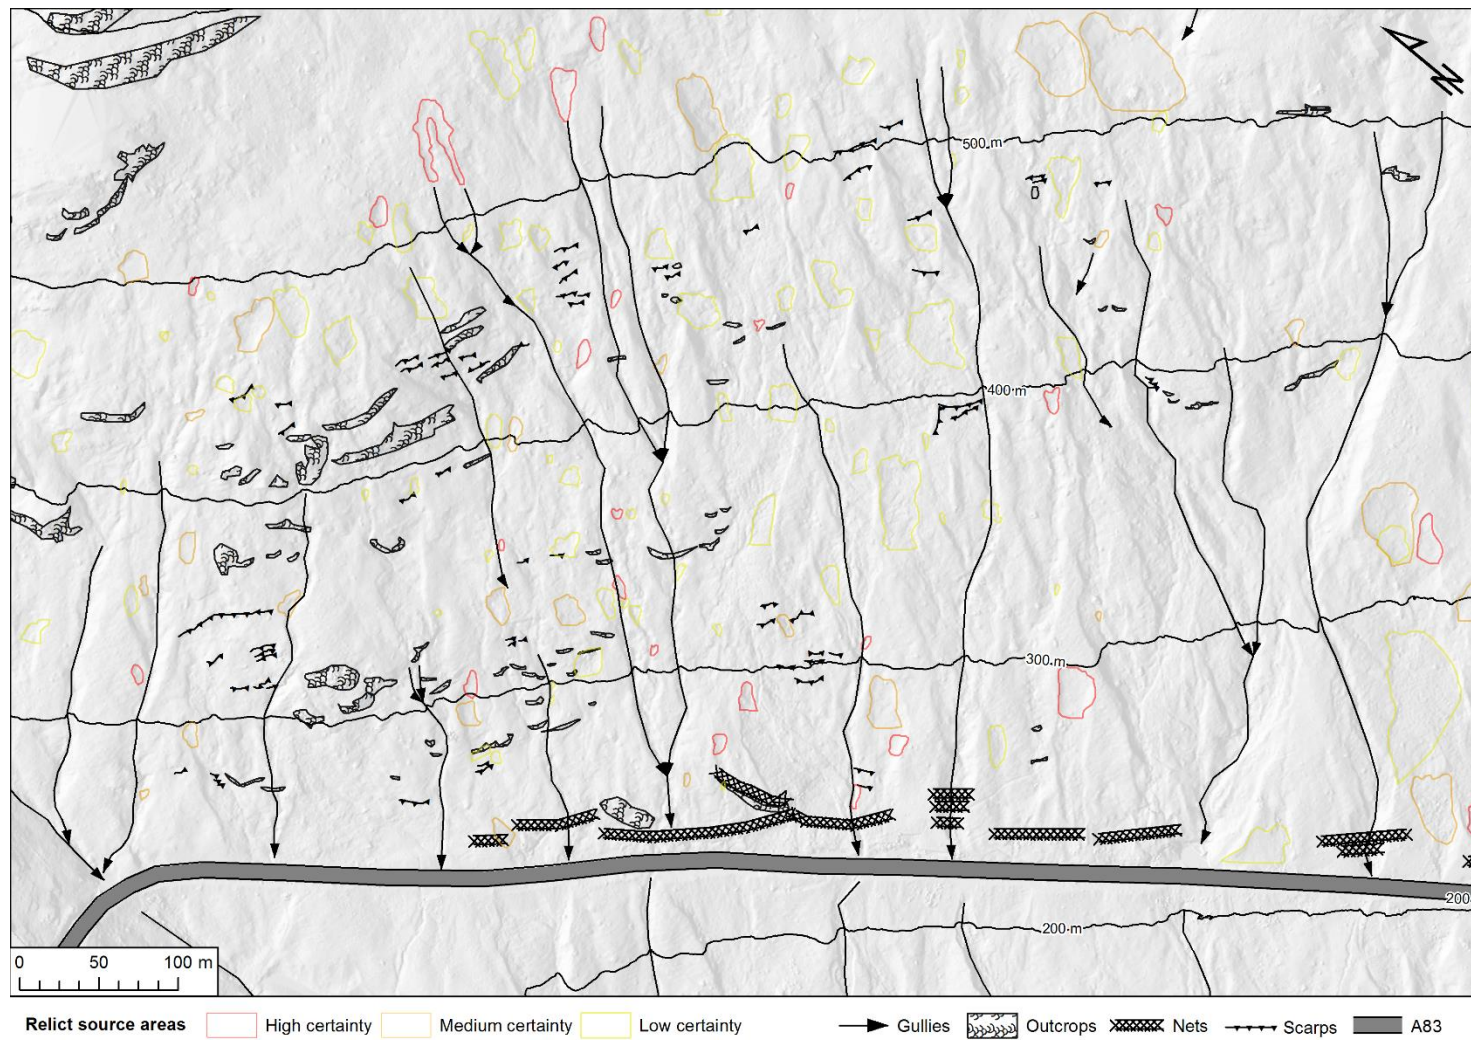 N
500 m
400 m
300 m
200
200 m
0 50 100 m
Relict source areas High certainty Medium certainty Low certainty Gullies Outcrops Nets Scarps A83